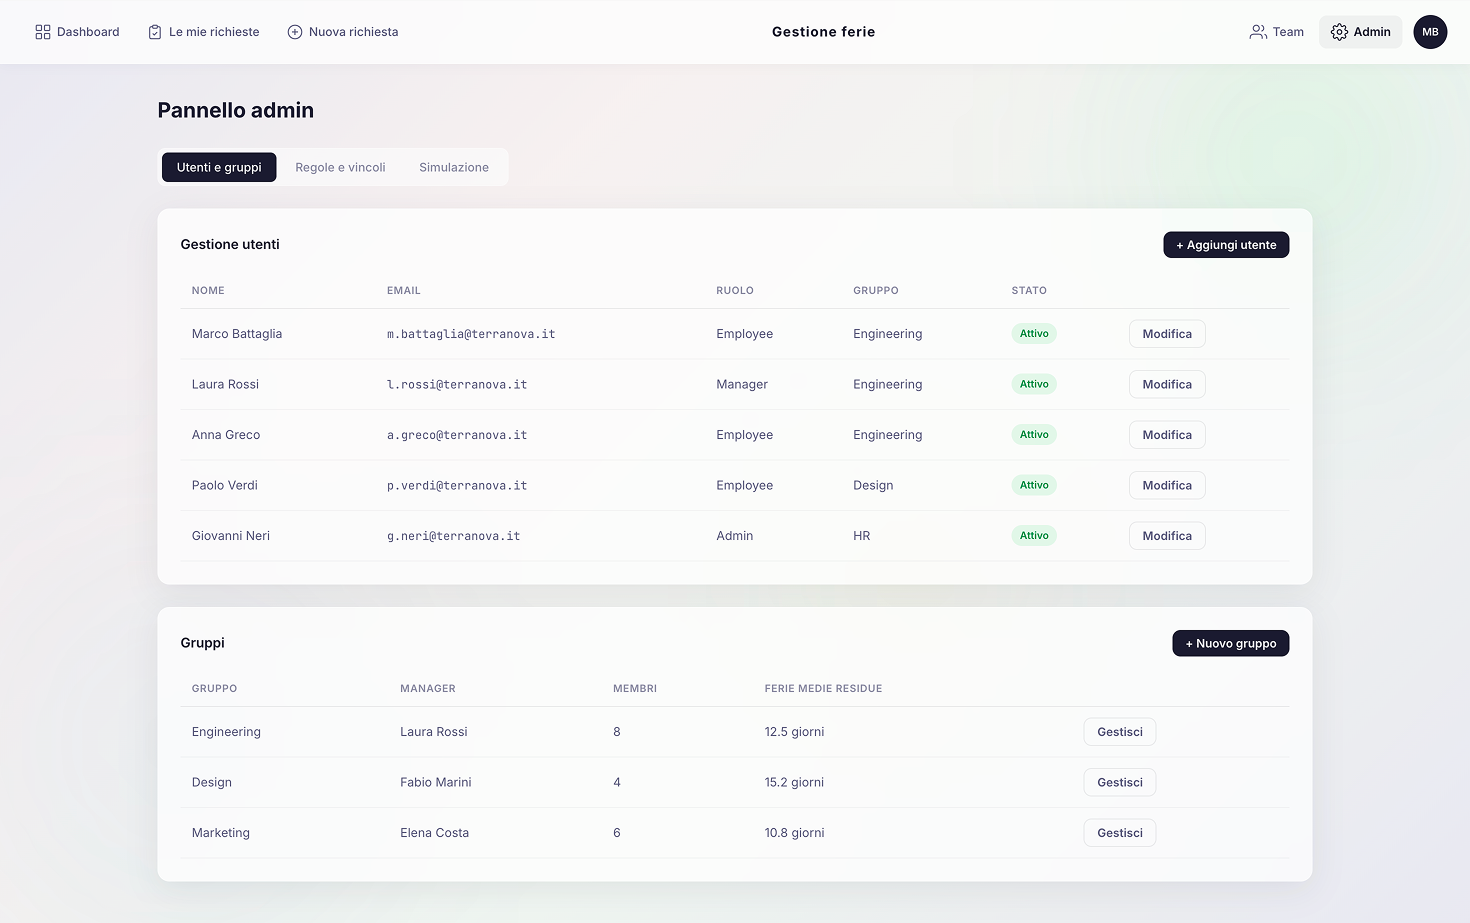 Dashboard Le mie richieste Nuova richiesta Gestione ferie Team Admin MB
Pannello admin
Utenti e gruppi Regole e vincoli Simulazione
Gestione utenti + Aggiungi utente
NOME EMAIL RUOLO GRUPPO STATO
Marco Battaglia m.battaglia@terranova.it Employee Engineering Attivo Modifica
Laura Rossi l.rossi@terranova.it Manager Engineering Attivo Modifica
Anna Greco a.greco@terranova.it Employee Engineering Attivo Modifica
Paolo Verdi p.verdi@terranova.it Employee Design Attivo Modifica
Giovanni Neri g.neri@terranova.it Admin HR Attivo Modifica
Gruppi + Nuovo gruppo
GRUPPO MANAGER MEMBRI FERIE MEDIE RESIDUE
Engineering Laura Rossi 8 12.5 giorni Gestisci
Design Fabio Marini 4 15.2 giorni Gestisci
Marketing Elena Costa 6 10.8 giorni Gestisci